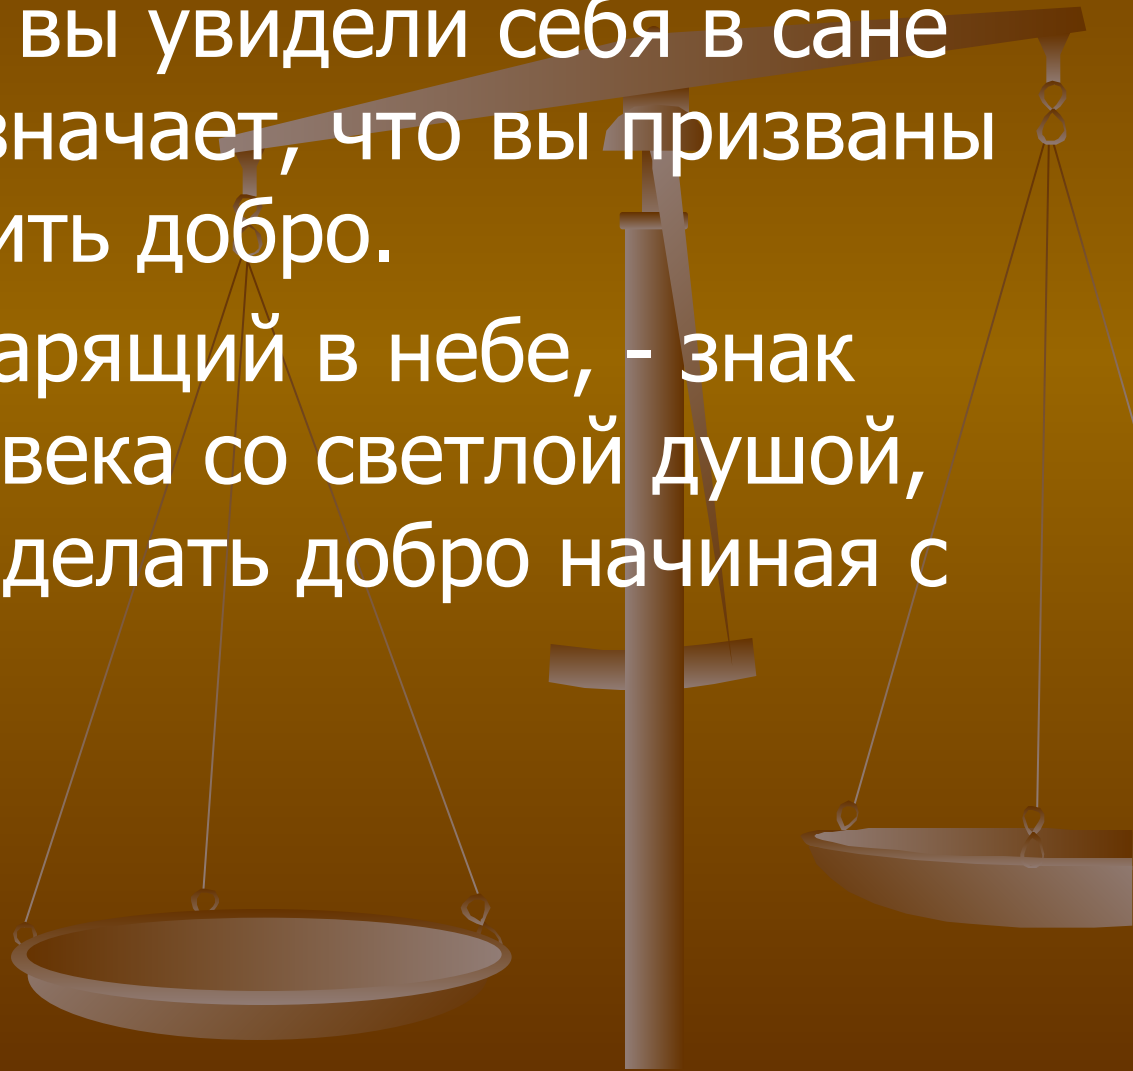 вы увидели себя в сане
значает, что вы призваны
ить добро.
арящий в небе, - знак
века со светлой душой,
делать добро начиная с